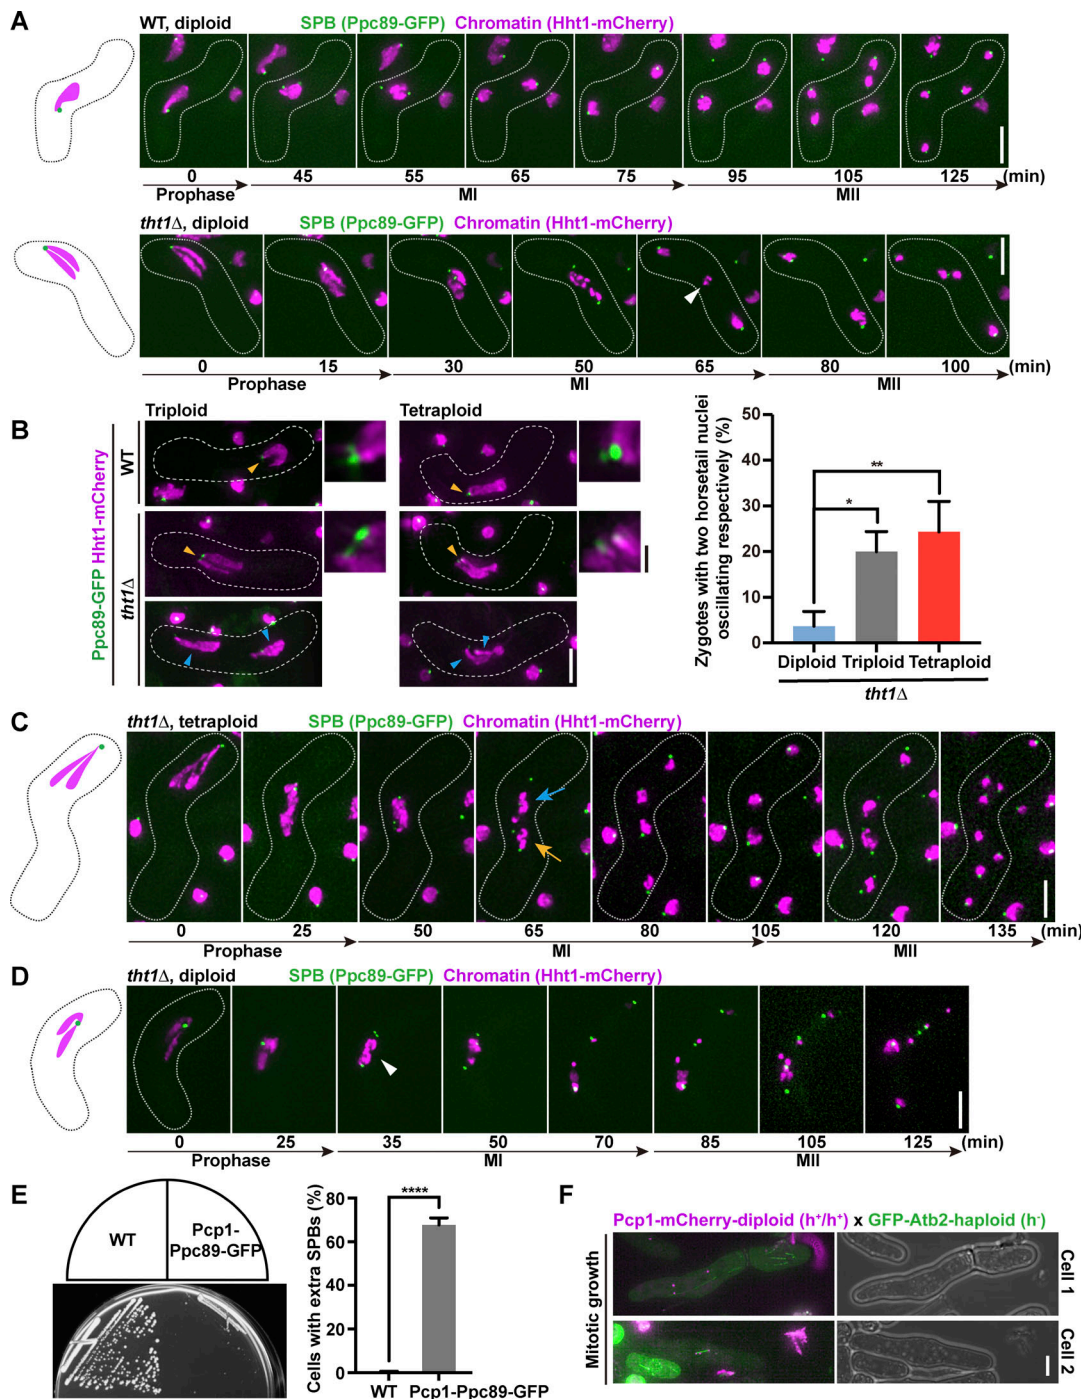 A
WT, diploid SPB (Ppc89-GFP) Chromatin (Hht1-mCherry)
0 45 55 65 75 95 105 125 (min)
Prophase MI MII
tht1Δ, diploid SPB (Ppc89-GFP) Chromatin (Hht1-mCherry)
0 15 30 50 65 80 100 (min)
Prophase MI MII
B
Triploid Tetraploid
Ppc89-GFP Hht1-mCherry
WT
tht1Δ
Zygotes with two horsetail nuclei
oscillating respectively (%)
50
40
30
20
10
0
**
*
Diploid Triploid Tetraploid
tht1Δ
C
tht1Δ, tetraploid SPB (Ppc89-GFP) Chromatin (Hht1-mCherry)
0 25 50 65 80 105 120 135 (min)
Prophase MI MII
D
tht1Δ, diploid SPB (Ppc89-GFP) Chromatin (Hht1-mCherry)
0 25 35 50 70 85 105 125 (min)
Prophase MI MII
E
WT
Pcp1-
Ppc89-GFP
Cells with extra SPBs (%)
80
60
40
20
0
****
WT Pcp1-Ppc89-GFP
F
Pcp1-mCherry-diploid (h⁺/h⁺) x GFP-Atb2-haploid (h⁻)
Mitotic growth
Cell 1
Cell 2